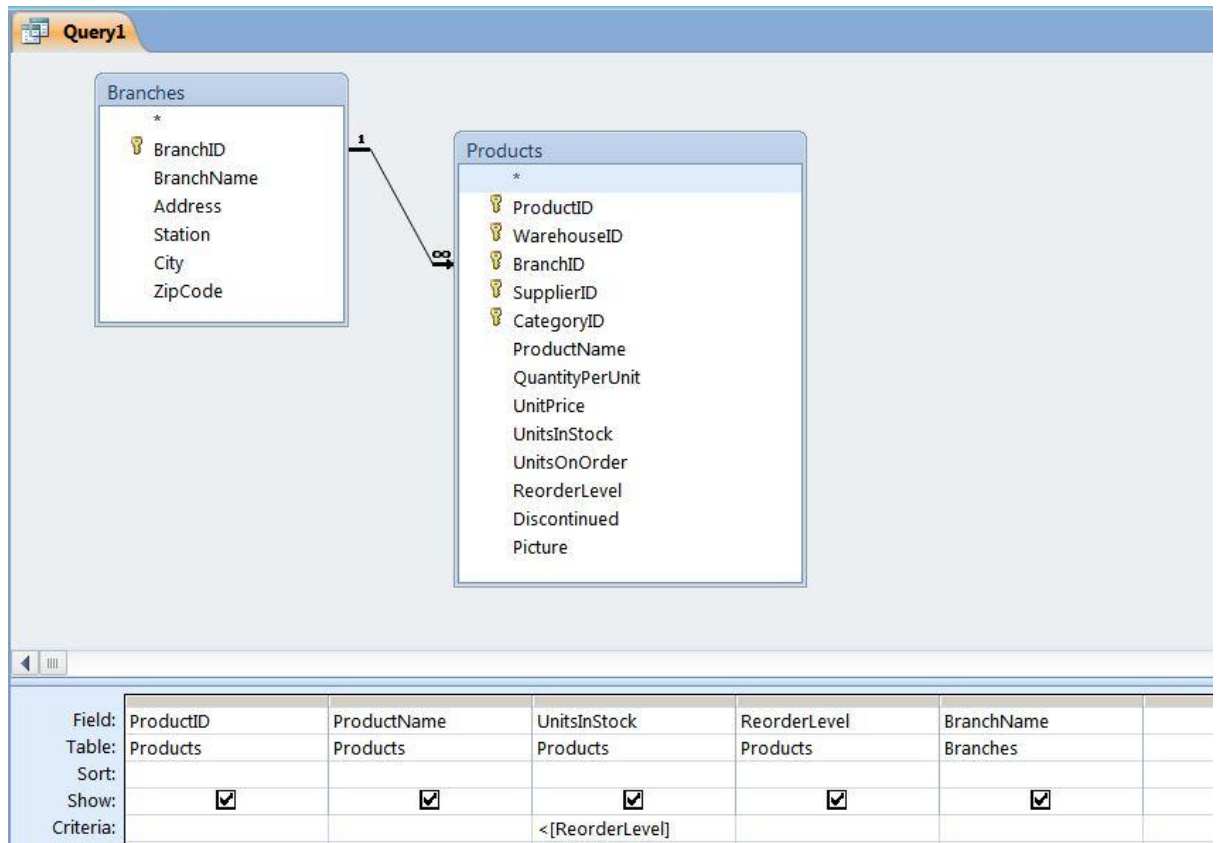 Query1
Branches
*
BranchID
BranchName
Address
Station
City
ZipCode
1
∞
Products
*
ProductID
WarehouseID
BranchID
SupplierID
CategoryID
ProductName
QuantityPerUnit
UnitPrice
UnitsInStock
UnitsOnOrder
ReorderLevel
Discontinued
Picture
Field: ProductID ProductName UnitsInStock ReorderLevel BranchName
Table: Products Products Products Products Branches
Sort:
Show:
Criteria: <[ReorderLevel]